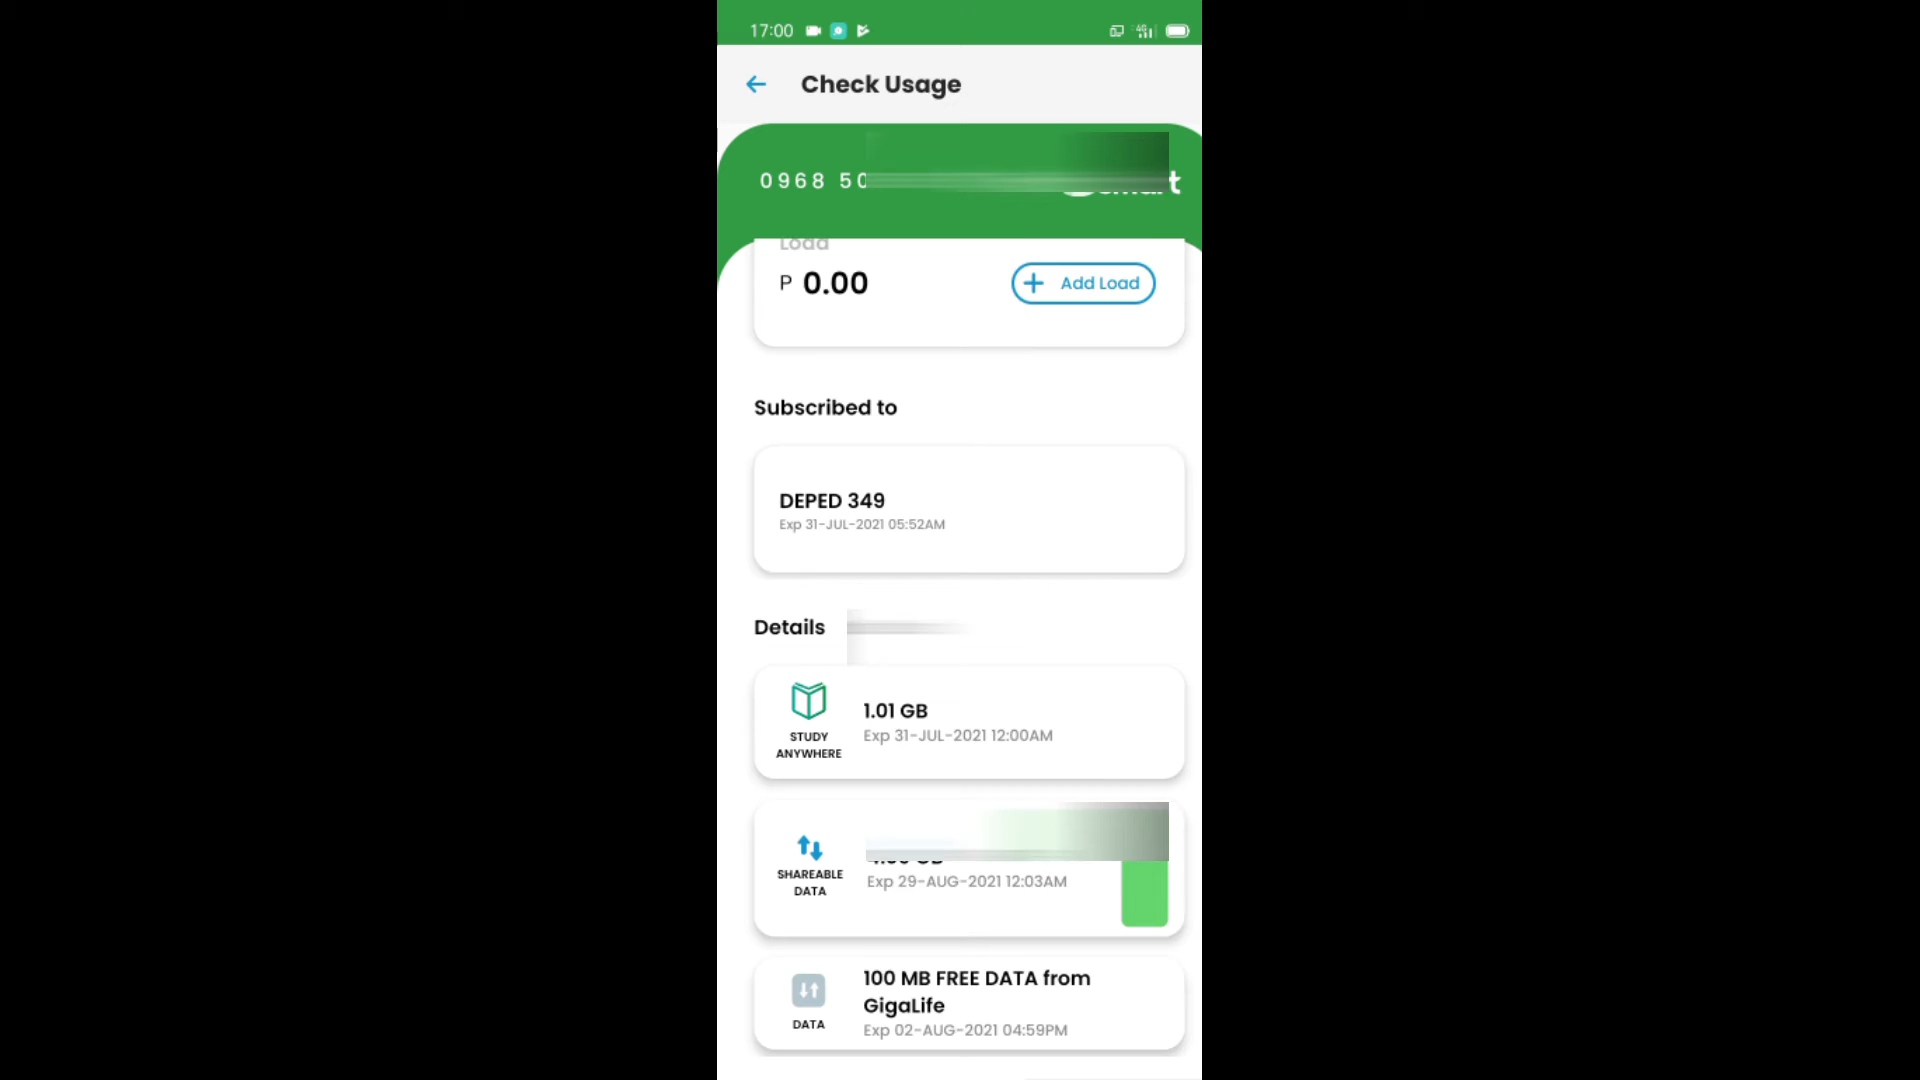 17:00
Check Usage
0968 50
Load
P 0.00
Add Load
Subscribed to
DEPED 349
Exp 31-JUL-2021 05:52AM
Details
STUDY
ANYWHERE
1.01 GB
Exp 31-JUL-2021 12:00AM
SHAREABLE
DATA
GB
Exp 29-AUG-2021 12:03AM
DATA
100 MB FREE DATA from
GigaLife
Exp 02-AUG-2021 04:59PM